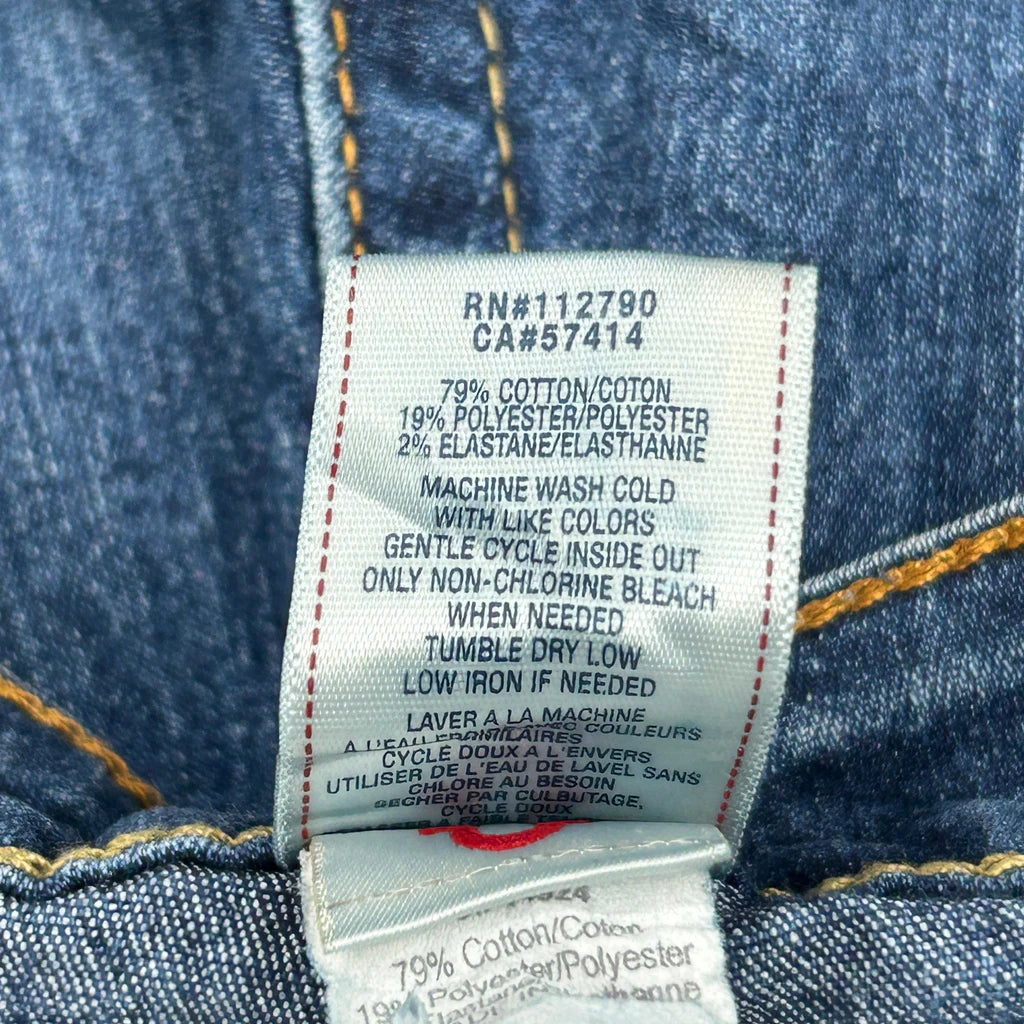 RN#112790
CA#57414
79% COTTON/COTON
19% POLYESTER/POLYESTER
2% ELASTANE/ELASTHANNE
MACHINE WASH COLD
WITH LIKE COLORS
GENTLE CYCLE INSIDE OUT
ONLY NON-CHLORINE BLEACH
WHEN NEEDED
TUMBLE DRY LOW
LOW IRON IF NEEDED
LAVER A LA MACHINE
A L'EAU COULEURS
CYCLE DOUX A L'ENVERS
UTILISER DE L'EAU DE LAVEL SANS
CHLORE AU BESOIN
SECHER PAR CULBUTAGE,
CYCLE DOUX
A FAIBLE
79% Cotton/Coton
19% Polyester/Polyester